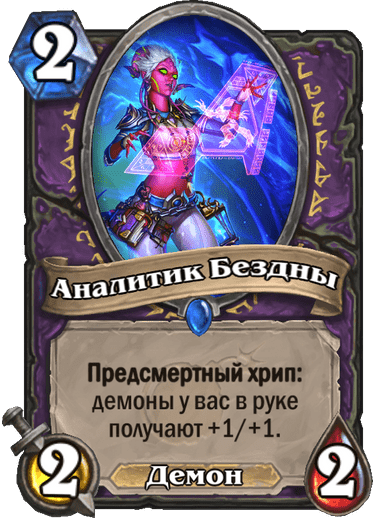 2
Аналитик Бездны
Предсмертный хрип:
демоны у вас в руке
получают +1/+1.
2
Демон
2